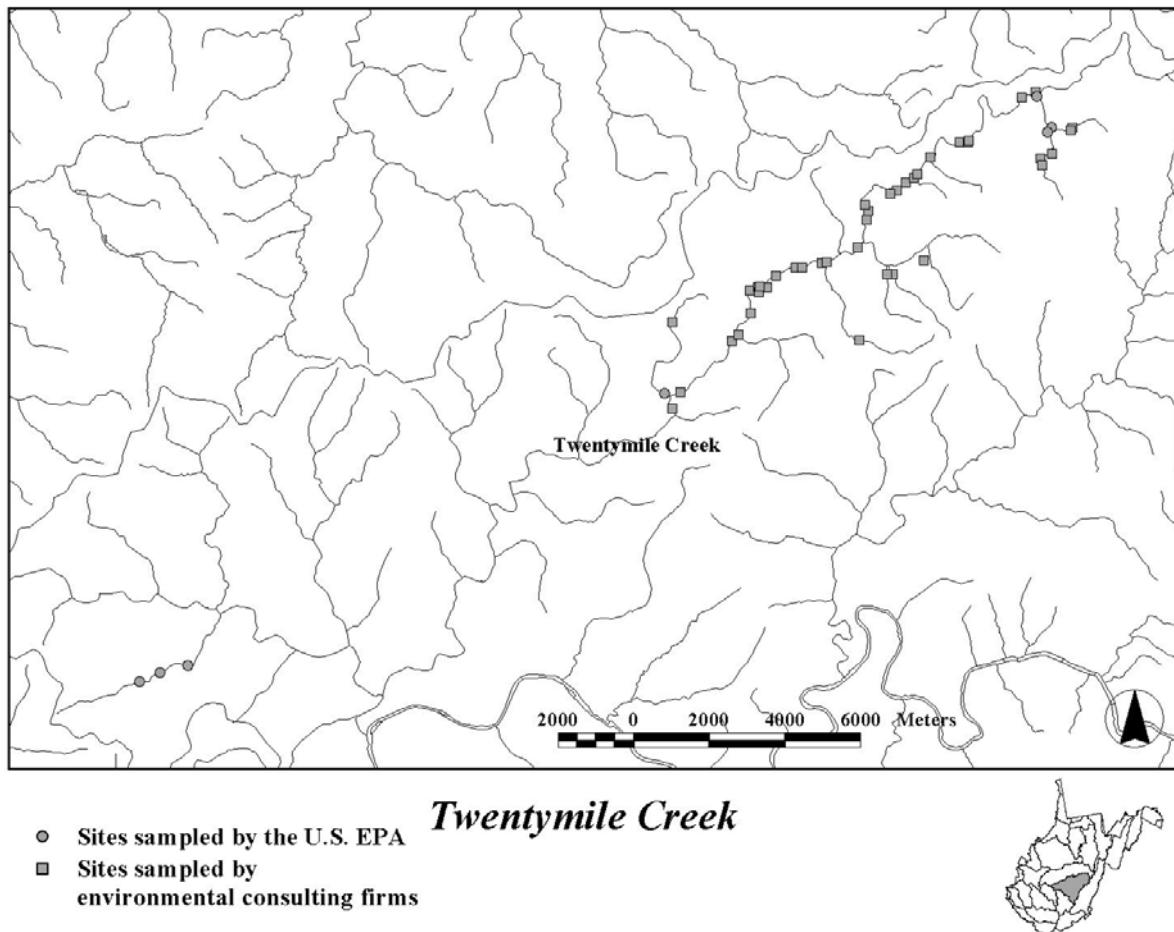 Twentymile Creek
2000 0 2000 4000 6000 Meters
Twentymile Creek
Sites sampled by the U.S. EPA
Sites sampled by
environmental consulting firms